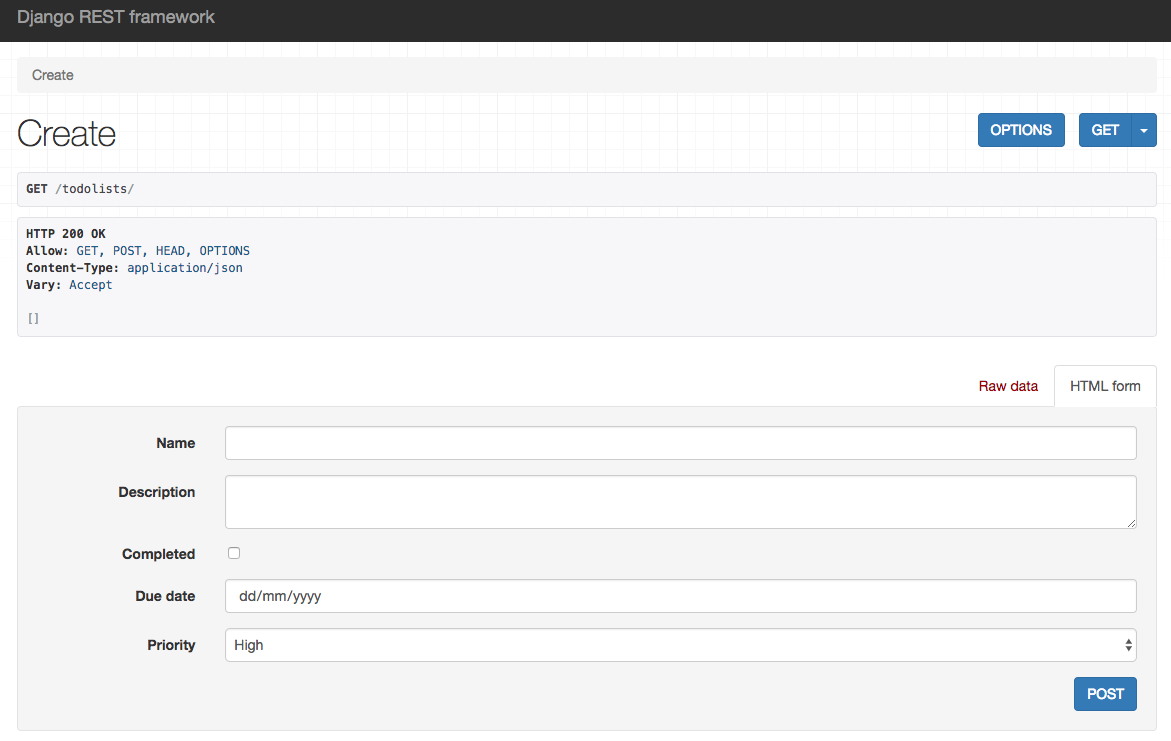 Django REST framework
Create
Create
OPTIONS
GET
GET /todolists/
HTTP 200 OK
Allow: GET, POST, HEAD, OPTIONS
Content-Type: application/json
Vary: Accept
[]
Raw data
HTML form
Name
Description
Completed
Due date
dd/mm/yyyy
Priority
High
POST